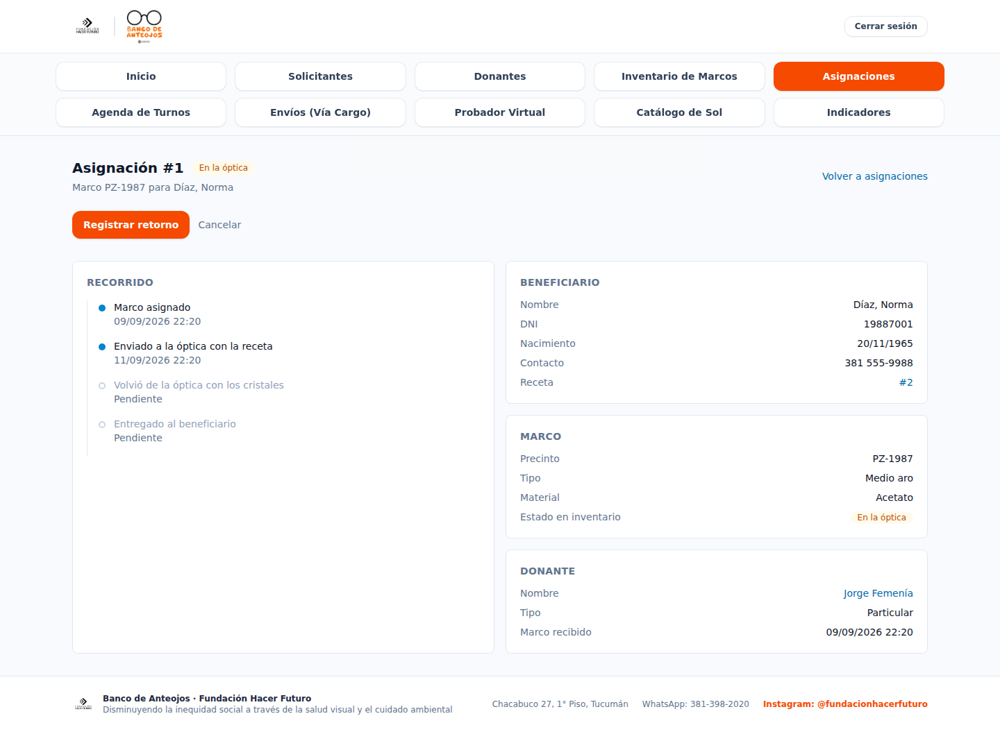 FUNDACIÓN
HACER FUTURO
BANCO DE
ANTEOJOS
Cerrar sesión
Inicio
Solicitantes
Donantes
Inventario de Marcos
Asignaciones
Agenda de Turnos
Envíos (Vía Cargo)
Probador Virtual
Catálogo de Sol
Indicadores
Asignación #1
En la óptica
Marco PZ-1987 para Díaz, Norma
Volver a asignaciones
Registrar retorno
Cancelar
RECORRIDO
Marco asignado
09/09/2026 22:20
Enviado a la óptica con la receta
11/09/2026 22:20
Volvió de la óptica con los cristales
Pendiente
Entregado al beneficiario
Pendiente
BENEFICIARIO
Nombre Díaz, Norma
DNI 19887001
Nacimiento 20/11/1965
Contacto 381 555-9988
Receta #2
MARCO
Precinto PZ-1987
Tipo Medio aro
Material Acetato
Estado en inventario En la óptica
DONANTE
Nombre Jorge Femenía
Tipo Particular
Marco recibido 09/09/2026 22:20
FUNDACIÓN
HACER FUTURO
Banco de Anteojos · Fundación Hacer Futuro
Disminuyendo la inequidad social a través de la salud visual y el cuidado ambiental
Chacabuco 27, 1° Piso, Tucumán
WhatsApp: 381-398-2020
Instagram: @fundacionhacerfuturo